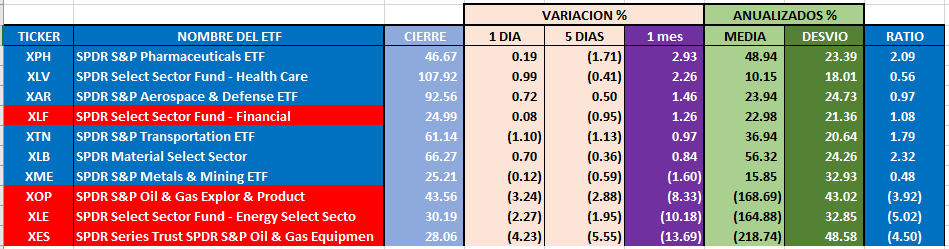 VARIACION % ANUALIZADOS %
TICKER NOMBRE DEL ETF CIERRE 1 DIA 5 DIAS 1 mes MEDIA DESVIO RATIO
XPH SPDR S&P Pharmaceuticals ETF 46.67 0.19 (1.71) 2.93 48.94 23.39 2.09
XLV SPDR Select Sector Fund - Health Care 107.92 0.99 (0.41) 2.26 10.15 18.01 0.56
XAR SPDR S&P Aerospace & Defense ETF 92.56 0.72 0.50 1.46 23.94 24.73 0.97
XLF SPDR Select Sector Fund - Financial 24.99 0.08 (0.95) 1.26 22.98 21.36 1.08
XTN SPDR S&P Transportation ETF 61.14 (1.10) (1.13) 0.97 36.94 20.64 1.79
XLB SPDR Material Select Sector 66.27 0.70 (0.36) 0.84 56.32 24.26 2.32
XME SPDR S&P Metals & Mining ETF 25.21 (0.12) (0.59) (1.60) 15.85 32.93 0.48
XOP SPDR S&P Oil & Gas Explor & Product 43.56 (3.24) (2.88) (8.33) (168.69) 43.02 (3.92)
XLE SPDR Select Sector Fund - Energy Select Secto 30.19 (2.27) (1.95) (10.18) (164.88) 32.85 (5.02)
XES SPDR Series Trust SPDR S&P Oil & Gas Equipmen 28.06 (4.23) (5.55) (13.69) (218.74) 48.58 (4.50)